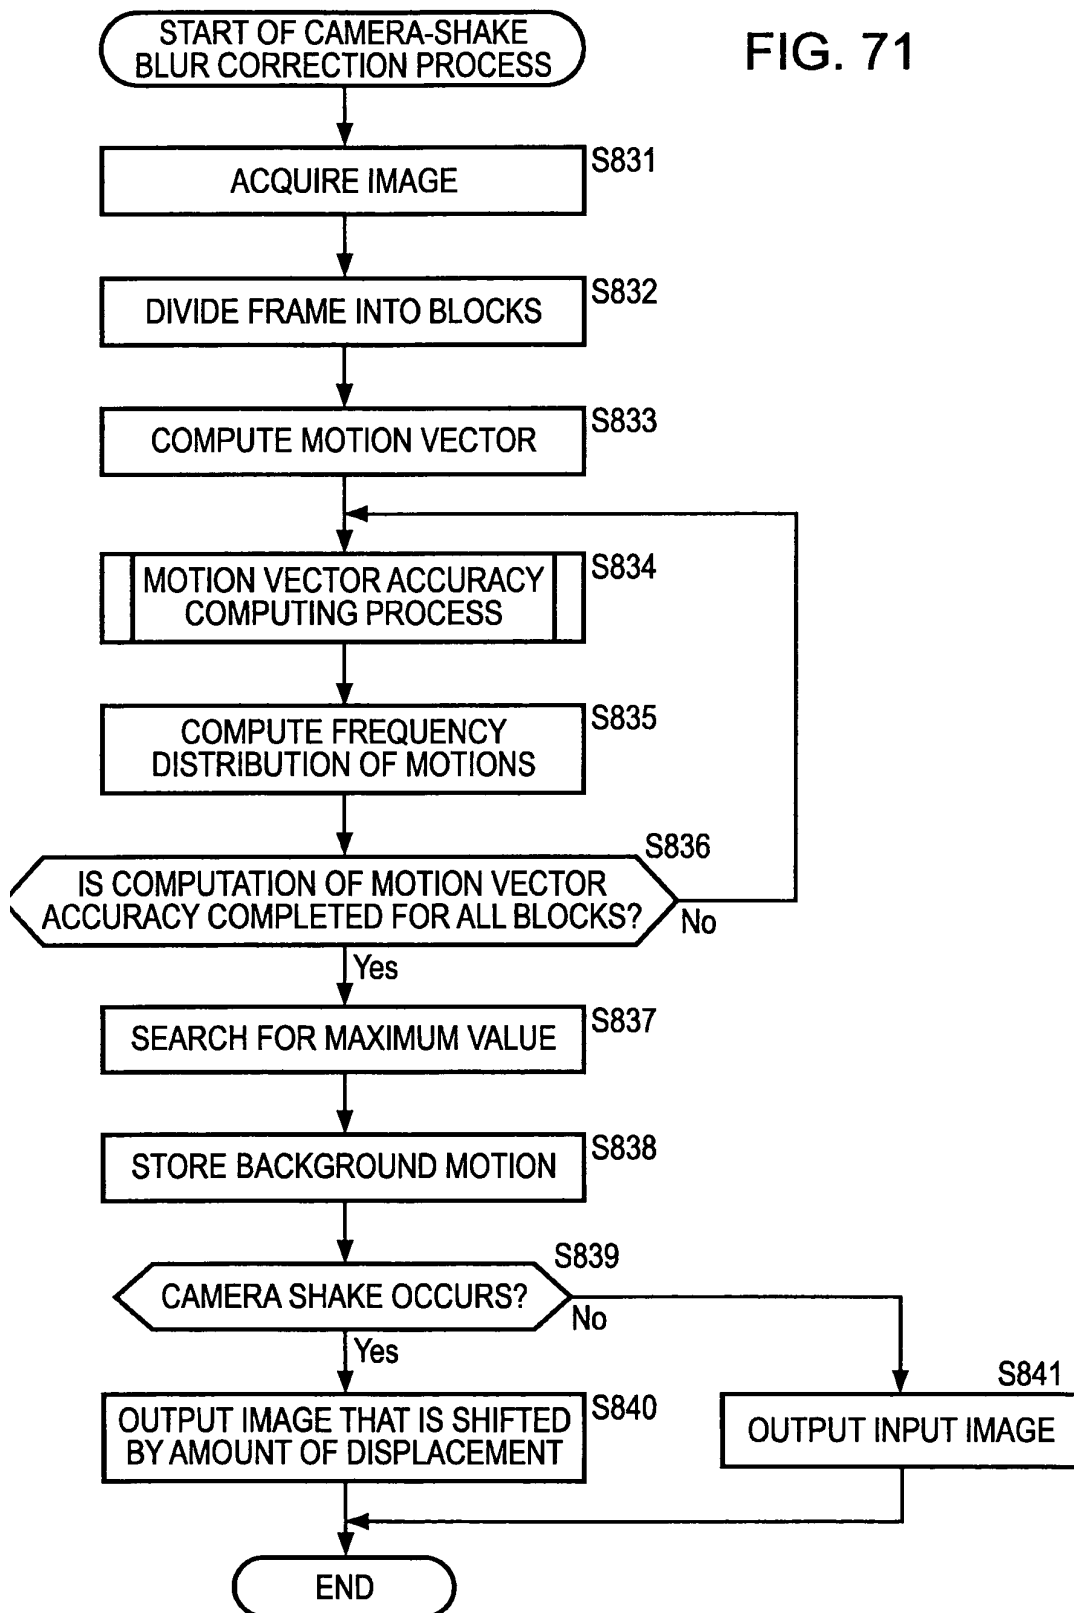 START OF CAMERA-SHAKE
BLUR CORRECTION PROCESS
FIG. 71
S831
ACQUIRE IMAGE
S832
DIVIDE FRAME INTO BLOCKS
S833
COMPUTE MOTION VECTOR
S834
MOTION VECTOR ACCURACY
COMPUTING PROCESS
S835
COMPUTE FREQUENCY
DISTRIBUTION OF MOTIONS
S836
IS COMPUTATION OF MOTION VECTOR
ACCURACY COMPLETED FOR ALL BLOCKS?
No
Yes
S837
SEARCH FOR MAXIMUM VALUE
S838
STORE BACKGROUND MOTION
S839
CAMERA SHAKE OCCURS?
No
Yes
S840
OUTPUT IMAGE THAT IS SHIFTED
BY AMOUNT OF DISPLACEMENT
S841
OUTPUT INPUT IMAGE
END